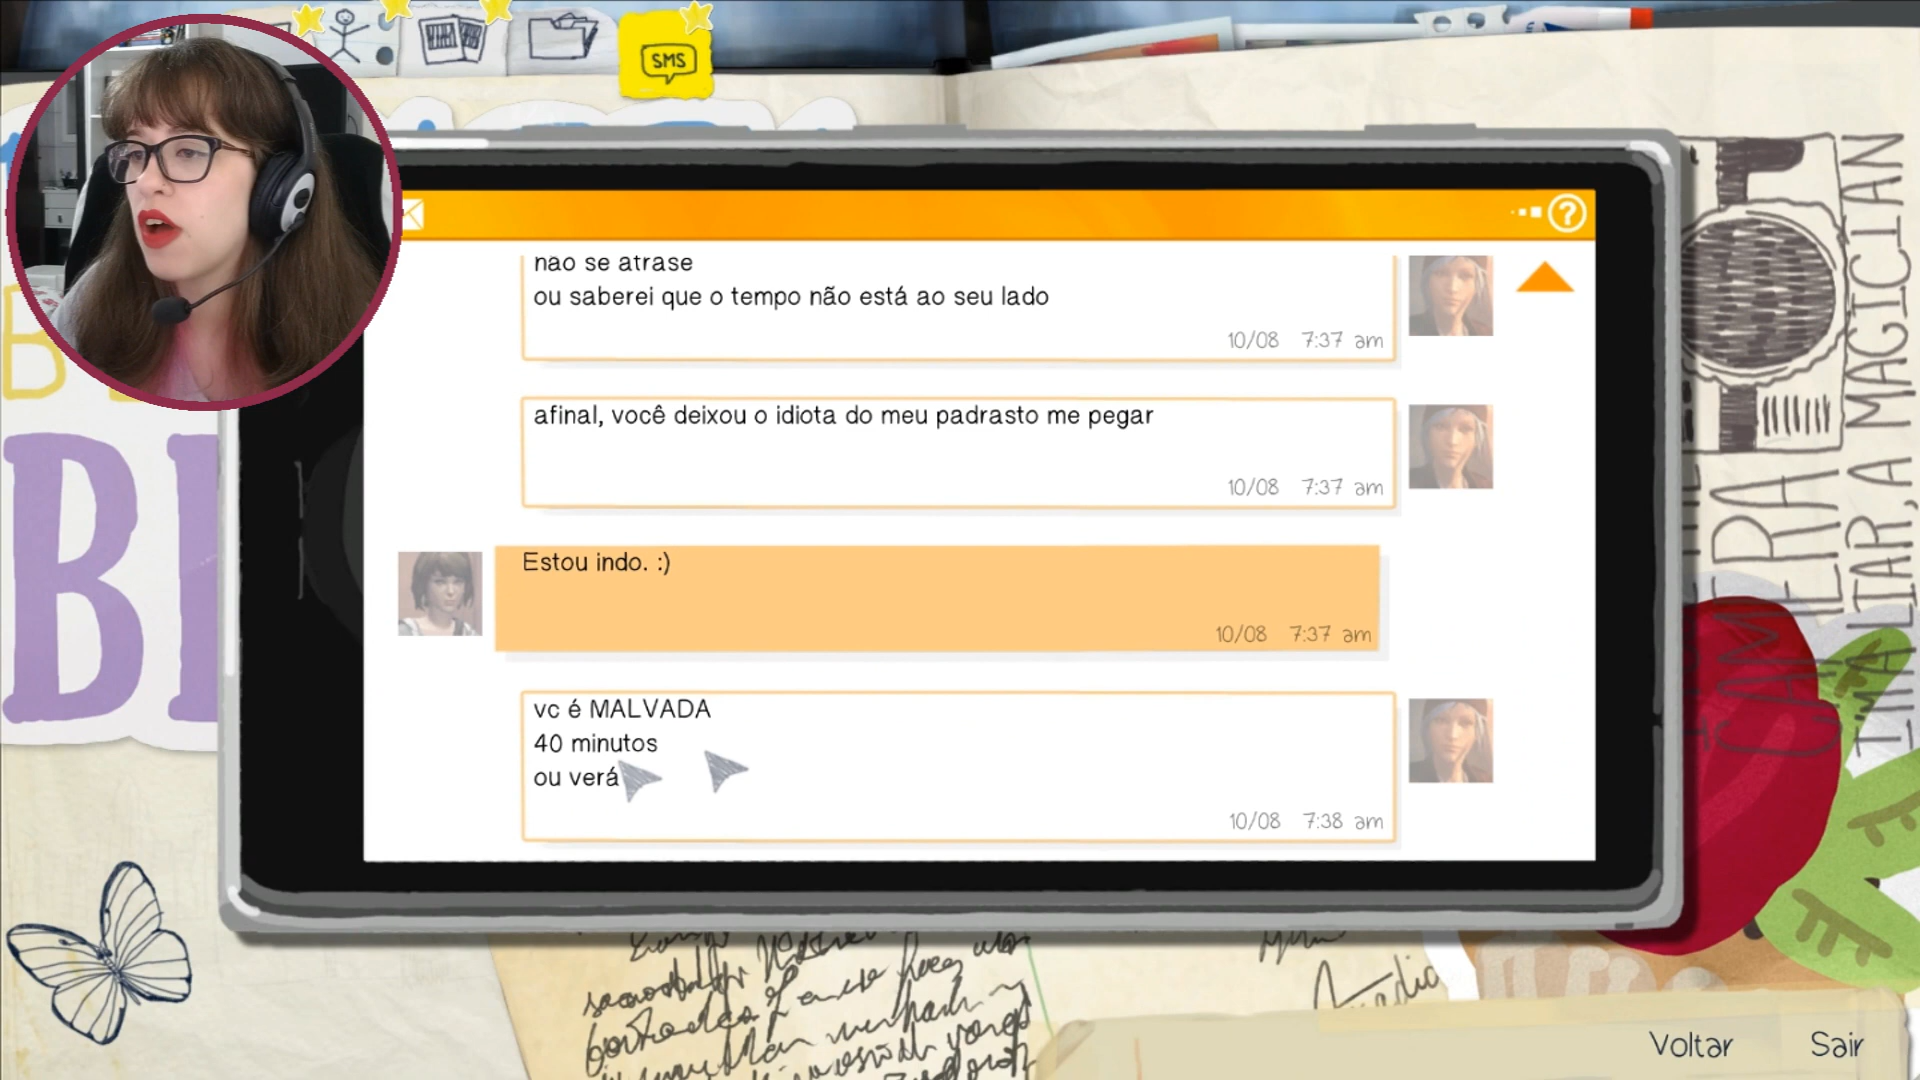 SMS
nao se atrase
ou saberei que o tempo não está ao seu lado
10/08 7:37 am
afinal, você deixou o idiota do meu padrasto me pegar
10/08 7:37 am
Estou indo. :)
10/08 7:37 am
vc é MALVADA
40 minutos
ou verá
10/08 7:38 am
CAMERA
A MAGICIAN
Voltar
Sair